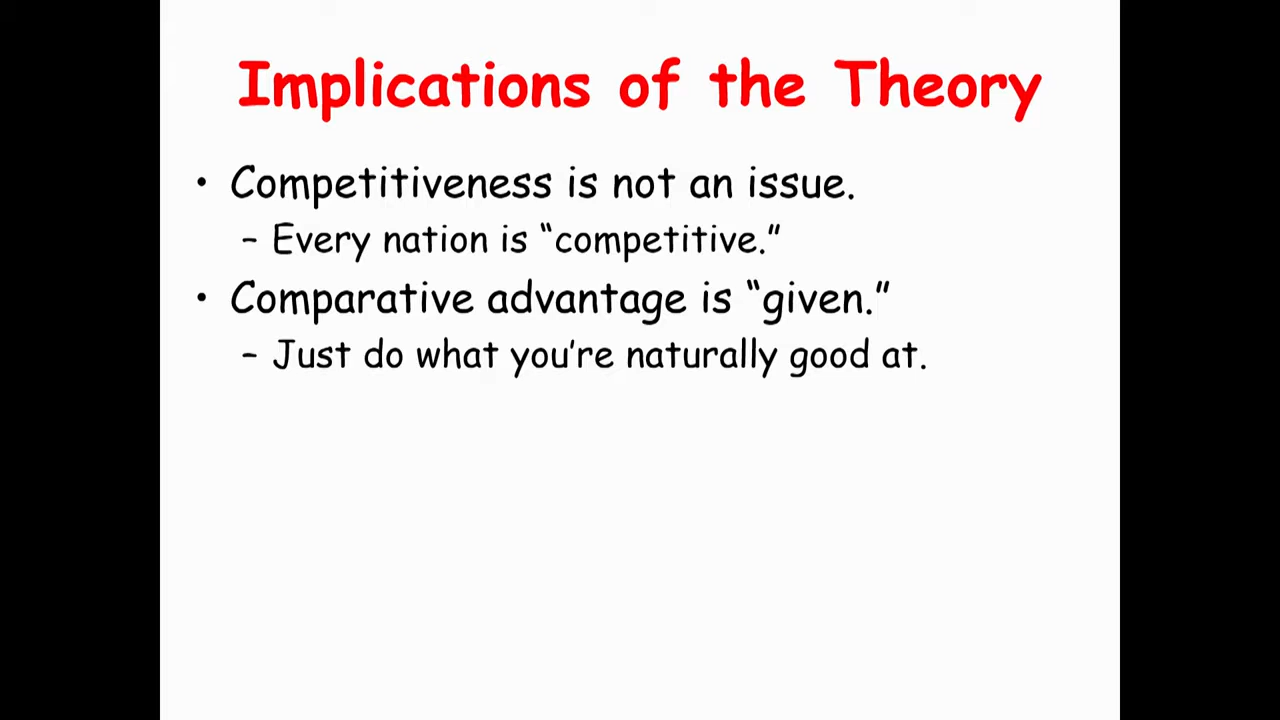 Implications of the Theory
• Competitiveness is not an issue.
– Every nation is “competitive.”
• Comparative advantage is “given.”
– Just do what you’re naturally good at.